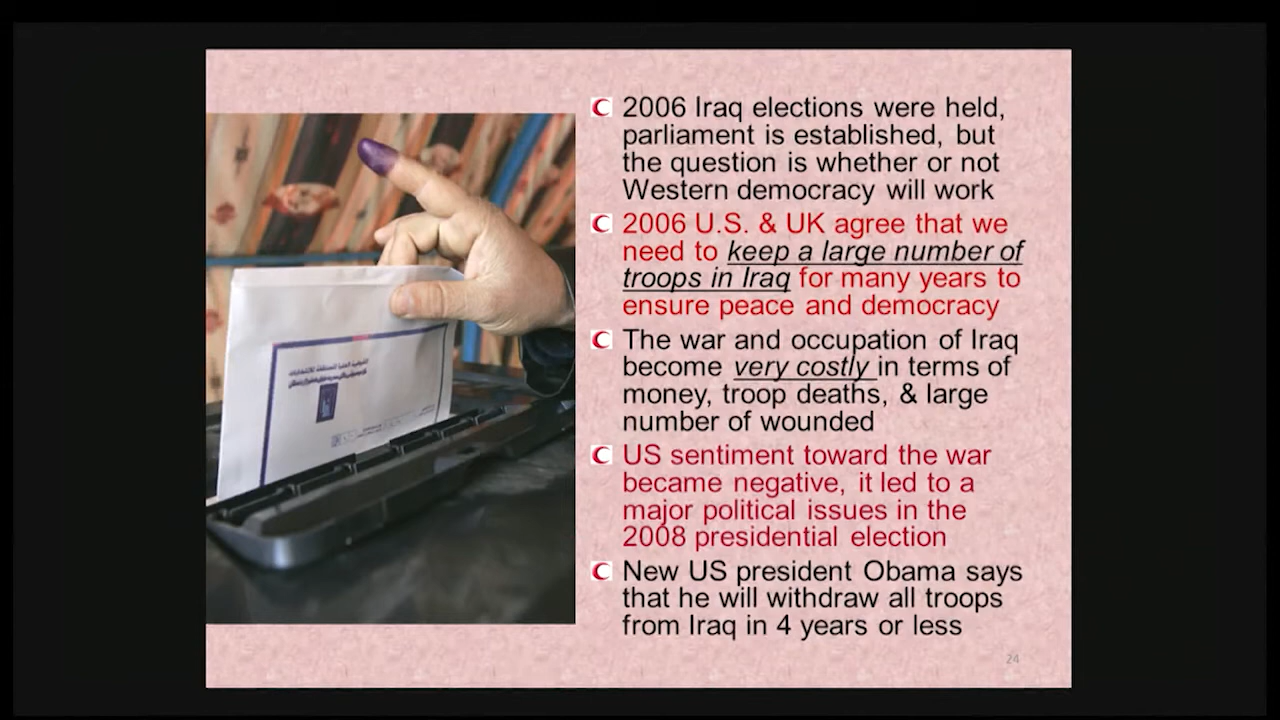 2006 Iraq elections were held,
parliament is established, but
the question is whether or not
Western democracy will work
2006 U.S. & UK agree that we
need to keep a large number of
troops in Iraq for many years to
ensure peace and democracy
The war and occupation of Iraq
become very costly in terms of
money, troop deaths, & large
number of wounded
US sentiment toward the war
became negative, it led to a
major political issues in the
2008 presidential election
New US president Obama says
that he will withdraw all troops
from Iraq in 4 years or less
24